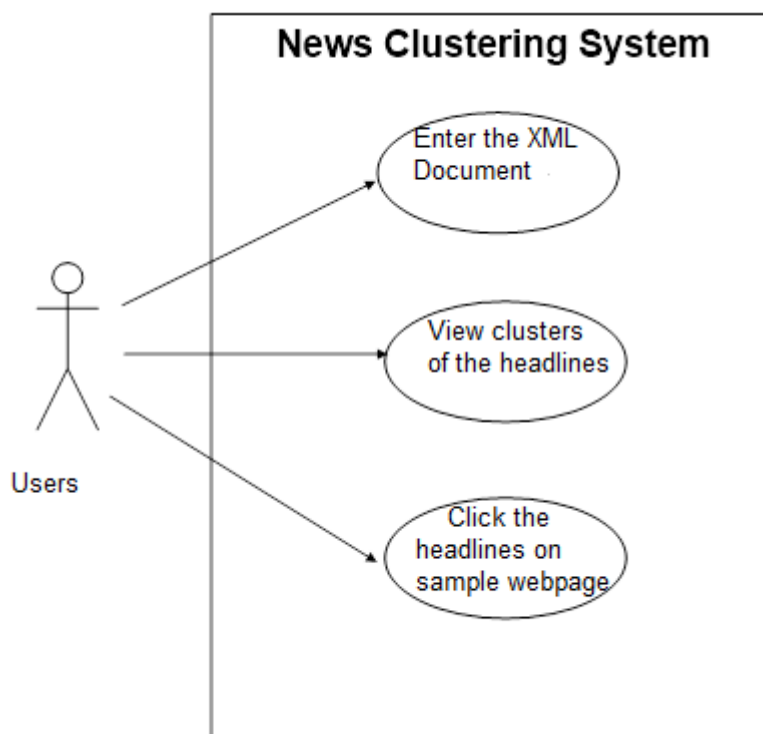 News Clustering System
Enter the XML
Document
View clusters
of the headlines
Users
Click the
headlines on
sample webpage